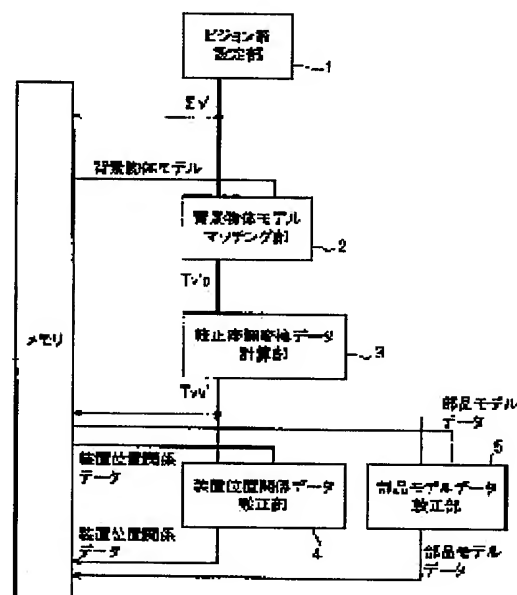 ビジョン系
設定部
1
Σv'
背景物体モデル
背景物体モデル
マッチング部
2
Tv'o
較正座標変換データ
計算部
3
メモリ
Tvv'
部品モデル
データ
5
装置位置関係
データ
装置位置関係データ
較正部
4
部品モデルデータ
較正部
装置位置関係
データ
部品モデル
データ